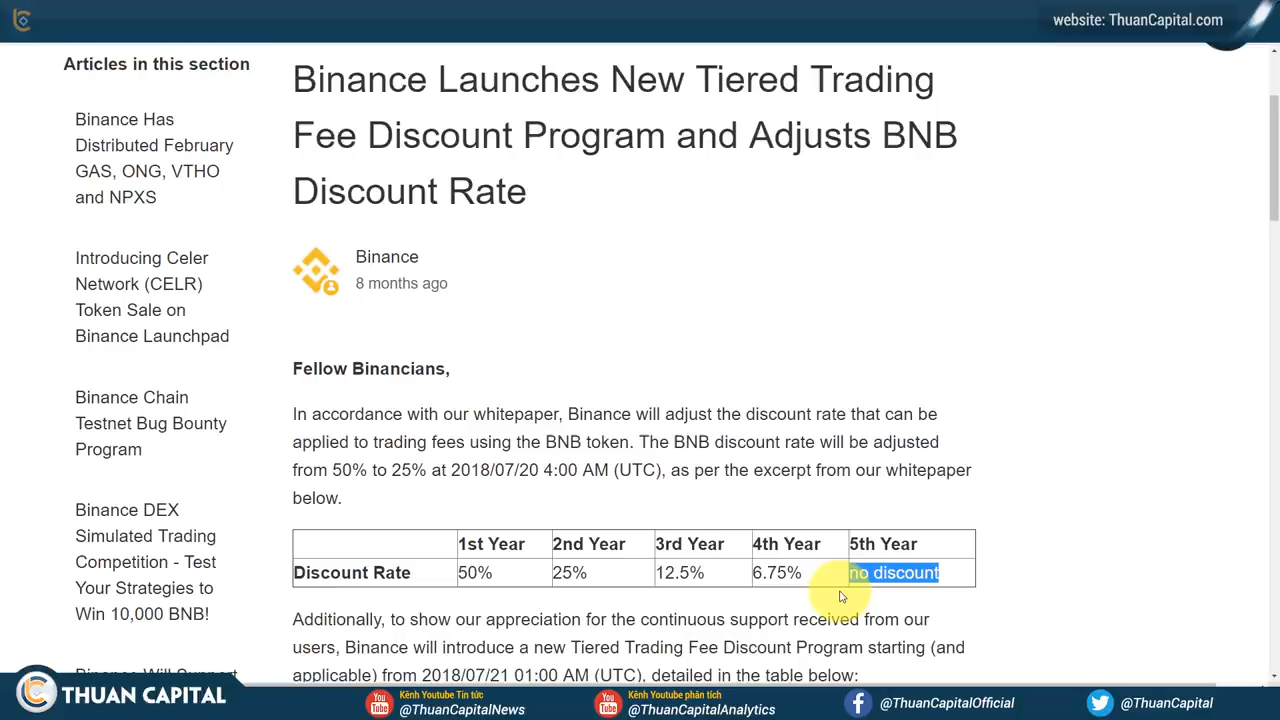 website: ThuanCapital.com
Articles in this section
Binance Has
Distributed February
GAS, ONG, VTHO
and NPXS
Introducing Celer
Network (CELR)
Token Sale on
Binance Launchpad
Binance Chain
Testnet Bug Bounty
Program
Binance DEX
Simulated Trading
Competition - Test
Your Strategies to
Win 10,000 BNB!
Binance Will Support
Binance Launches New Tiered Trading
Fee Discount Program and Adjusts BNB
Discount Rate
Binance
8 months ago
Fellow Binancians,
In accordance with our whitepaper, Binance will adjust the discount rate that can be
applied to trading fees using the BNB token. The BNB discount rate will be adjusted
from 50% to 25% at 2018/07/20 4:00 AM (UTC), as per the excerpt from our whitepaper
below.
1st Year 2nd Year 3rd Year 4th Year 5th Year
Discount Rate 50% 25% 12.5% 6.75% no discount
Additionally, to show our appreciation for the continuous support received from our
users, Binance will introduce a new Tiered Trading Fee Discount Program starting (and
applicable) from 2018/07/21 01:00 AM (UTC), detailed in the table below:
THUAN CAPITAL
You Tube
Kênh Youtube Tin tức
@ThuanCapitalNews
You Tube
Kênh Youtube phân tích
@ThuanCapitalAnalytics
@ThuanCapitalOfficial
@ThuanCapital